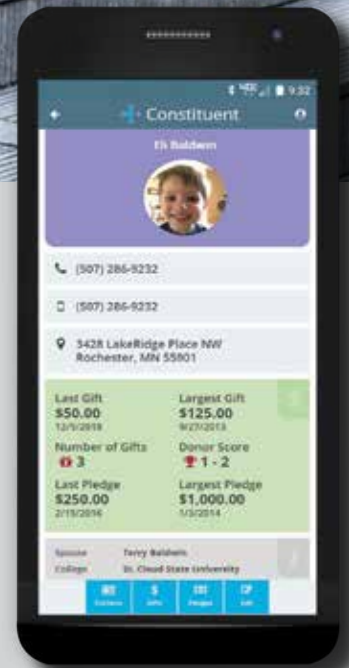 9:32
Constituent
Eli Baldwin
(507) 286-9232
(507) 286-9232
3428 LakeRidge Place NW
Rochester, MN 55901
Last Gift Largest Gift
$50.00 $125.00
9/27/2013
Number of Gifts Donor Score
3 1 - 2
Last Pledge Largest Pledge
$250.00 $1,000.00
2/15/2016 1/3/2014
Spouse Terry Baldwin
College St. Cloud State University
Gifts Pledges Edit